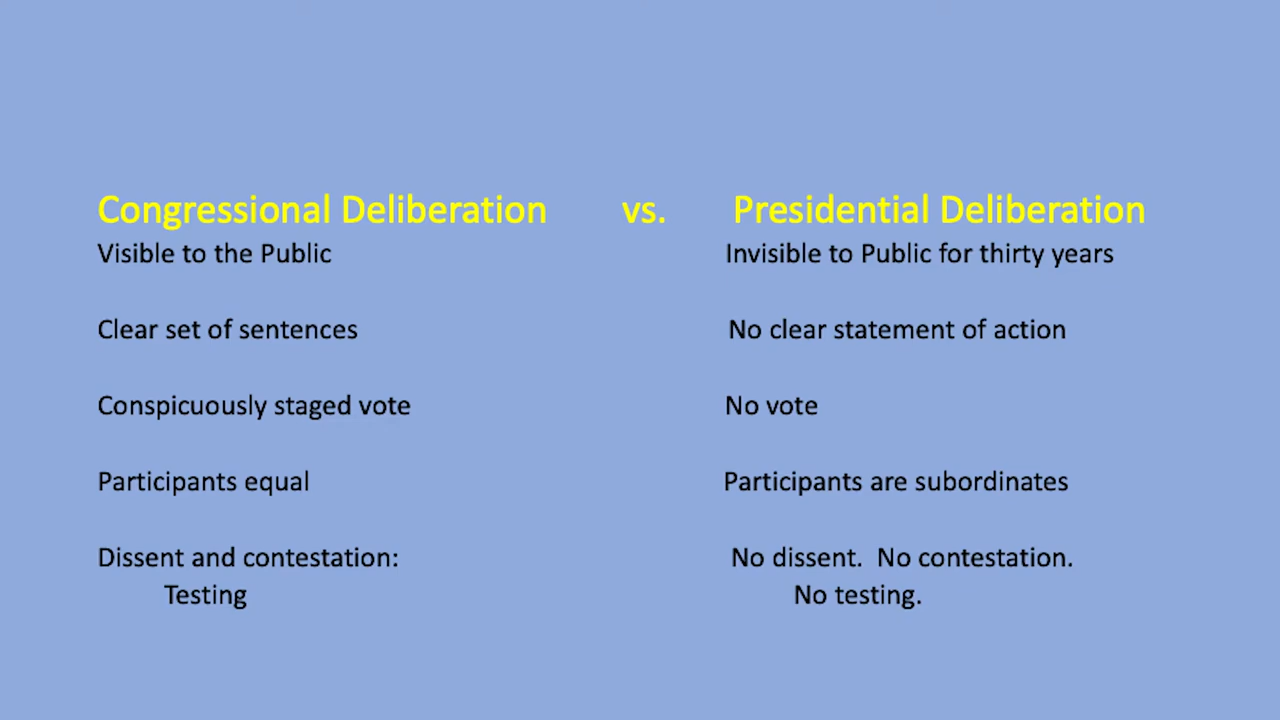 Congressional Deliberation vs. Presidential Deliberation
Visible to the Public Invisible to Public for thirty years
Clear set of sentences No clear statement of action
Conspicuously staged vote No vote
Participants equal Participants are subordinates
Dissent and contestation: No dissent. No contestation.
Testing No testing.